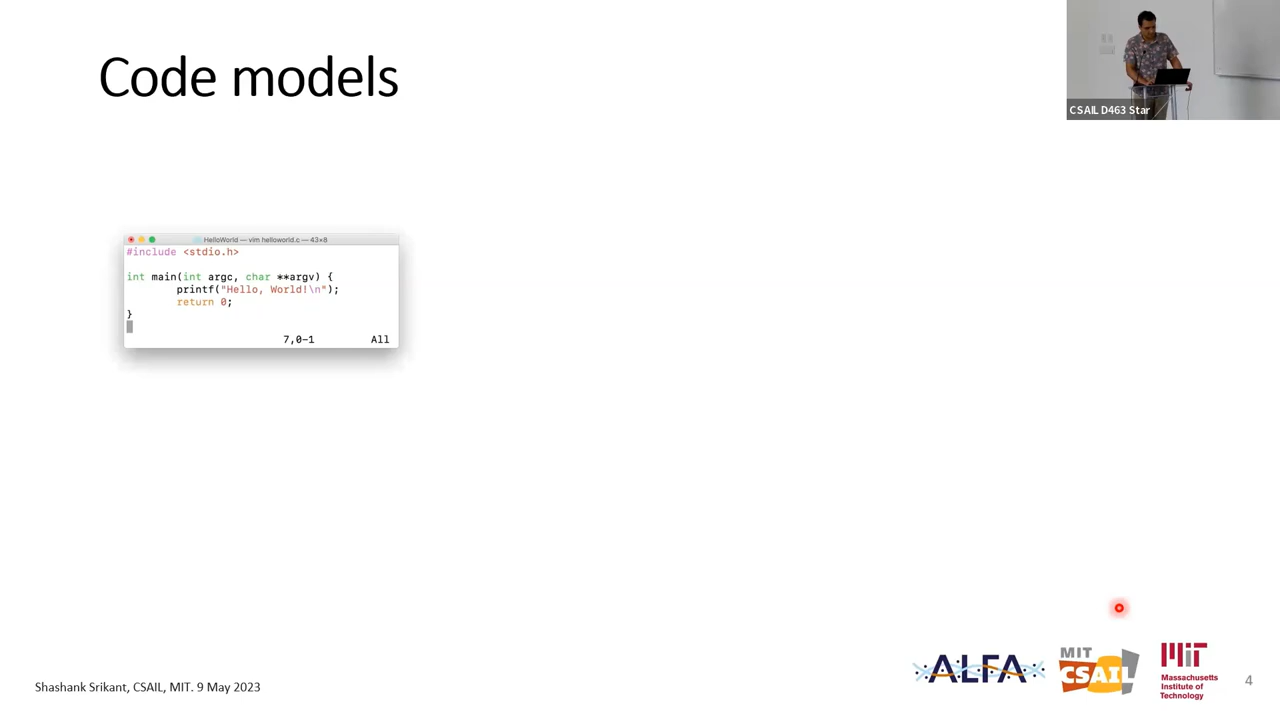 Code models
CSAIL D463 Star
HelloWorld — vim helloworld.c — 43×8
#include <stdio.h>
int main(int argc, char **argv) {
printf("Hello, World!\n");
return 0;
}
7,0-1 All
ALFA
MIT
CSAIL
MIT
Massachusetts
Institute of
Technology
Shashank Srikant, CSAIL, MIT. 9 May 2023
4